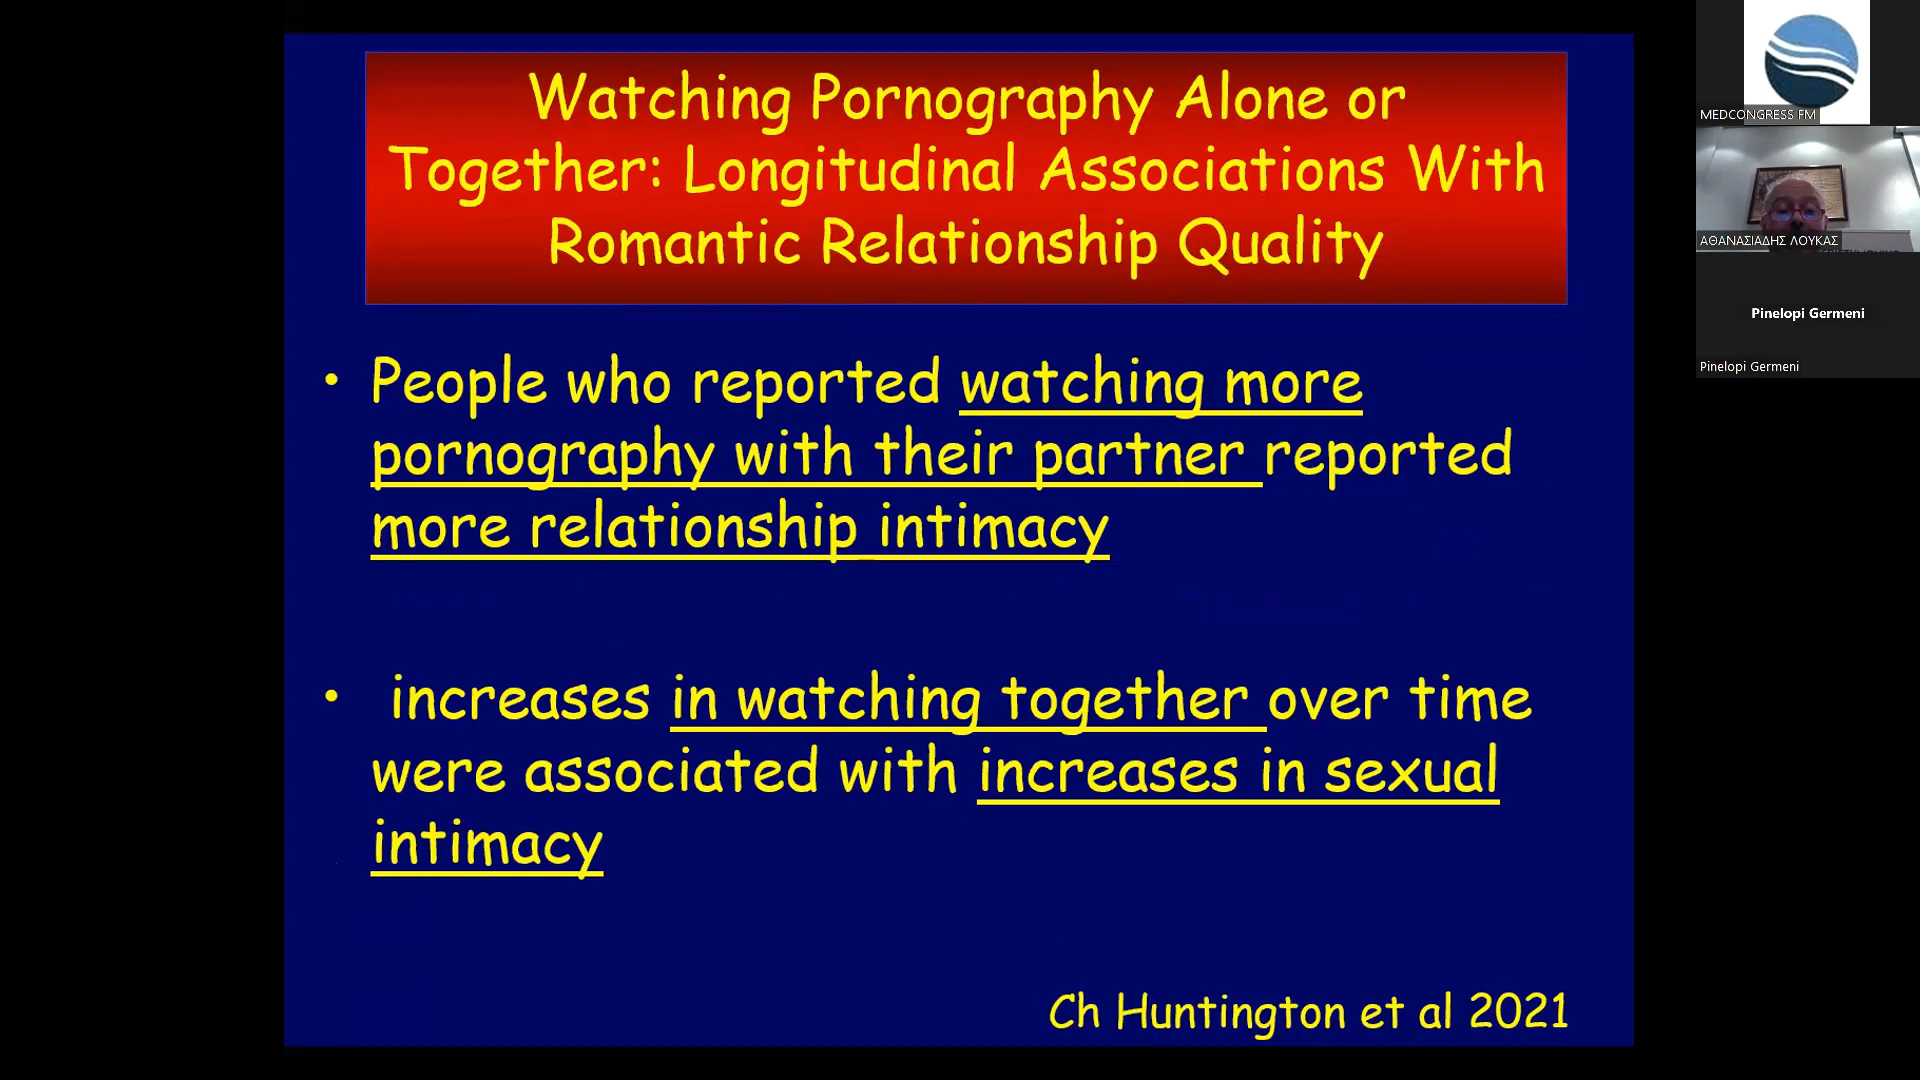 Watching Pornography Alone or
Together: Longitudinal Associations With
Romantic Relationship Quality
• People who reported watching more
pornography with their partner reported
more relationship intimacy
• increases in watching together over time
were associated with increases in sexual
intimacy
Ch Huntington et al 2021
MEDCONGRESS FM
ΑΘΑΝΑΣΙΑΔΗΣ ΛΟΥΚΑΣ
Pinelopi Germeni
Pinelopi Germeni